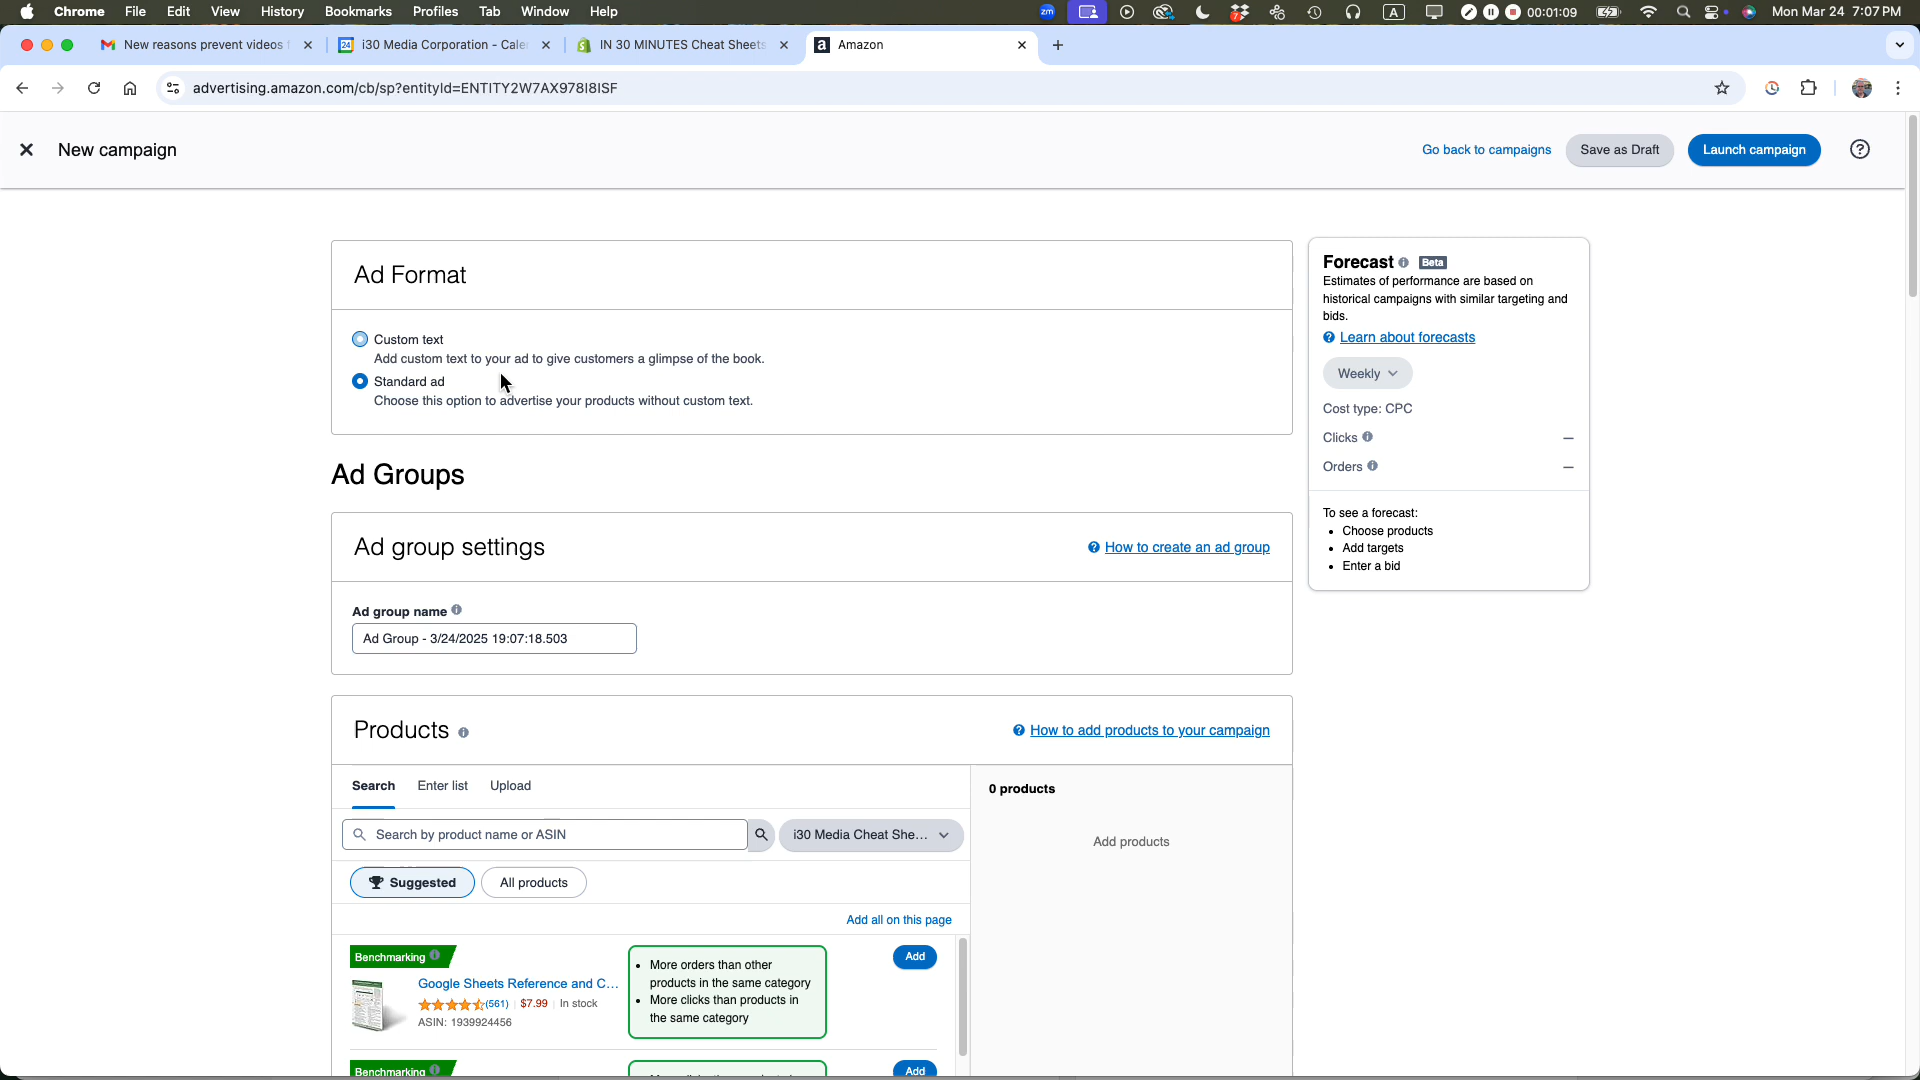 Chrome File Edit View History Bookmarks Profiles Tab Window Help
zm A 00:01:09 Mon Mar 24 7:07 PM
New reasons prevent videos i30 Media Corporation - Cale IN 30 MINUTES Cheat Sheets Amazon
advertising.amazon.com/cb/sp?entityId=ENTITY2W7AX978I8ISF
New campaign
Go back to campaigns Save as Draft Launch campaign
Ad Format
Custom text
Add custom text to your ad to give customers a glimpse of the book.
Standard ad
Choose this option to advertise your products without custom text.
Ad Groups
Ad group settings
How to create an ad group
Ad group name
Ad Group - 3/24/2025 19:07:18.503
Products
How to add products to your campaign
Search Enter list Upload
Search by product name or ASIN
i30 Media Cheat She...
Suggested All products
Add all on this page
Benchmarking
Google Sheets Reference and C...
(561) $7.99 In stock
ASIN: 1939924456
More orders than other
products in the same category
More clicks than products in
the same category
Add
Benchmarking
Add
0 products
Add products
Forecast Beta
Estimates of performance are based on
historical campaigns with similar targeting and
bids.
Learn about forecasts
Weekly
Cost type: CPC
Clicks –
Orders –
To see a forecast:
Choose products
Add targets
Enter a bid